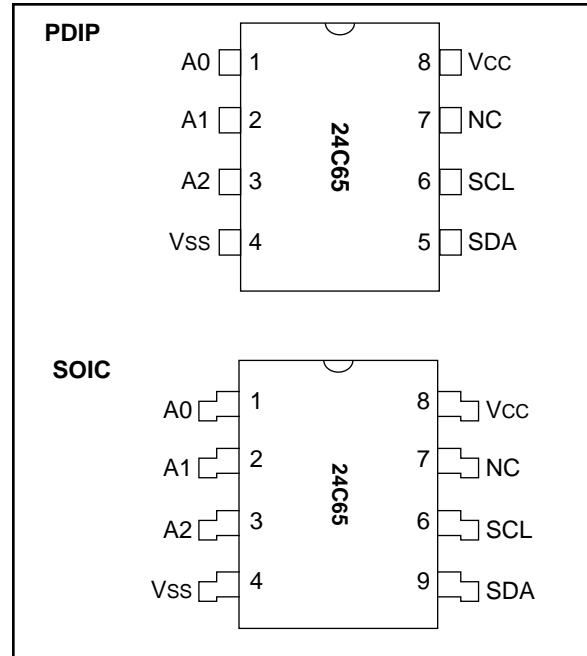 PDIP
A0 1 8 VCC
A1 2 7 NC
A2 3 6 SCL
VSS 4 5 SDA
24C65
SOIC
A0 1 8 VCC
A1 2 7 NC
A2 3 6 SCL
VSS 4 9 SDA
24C65